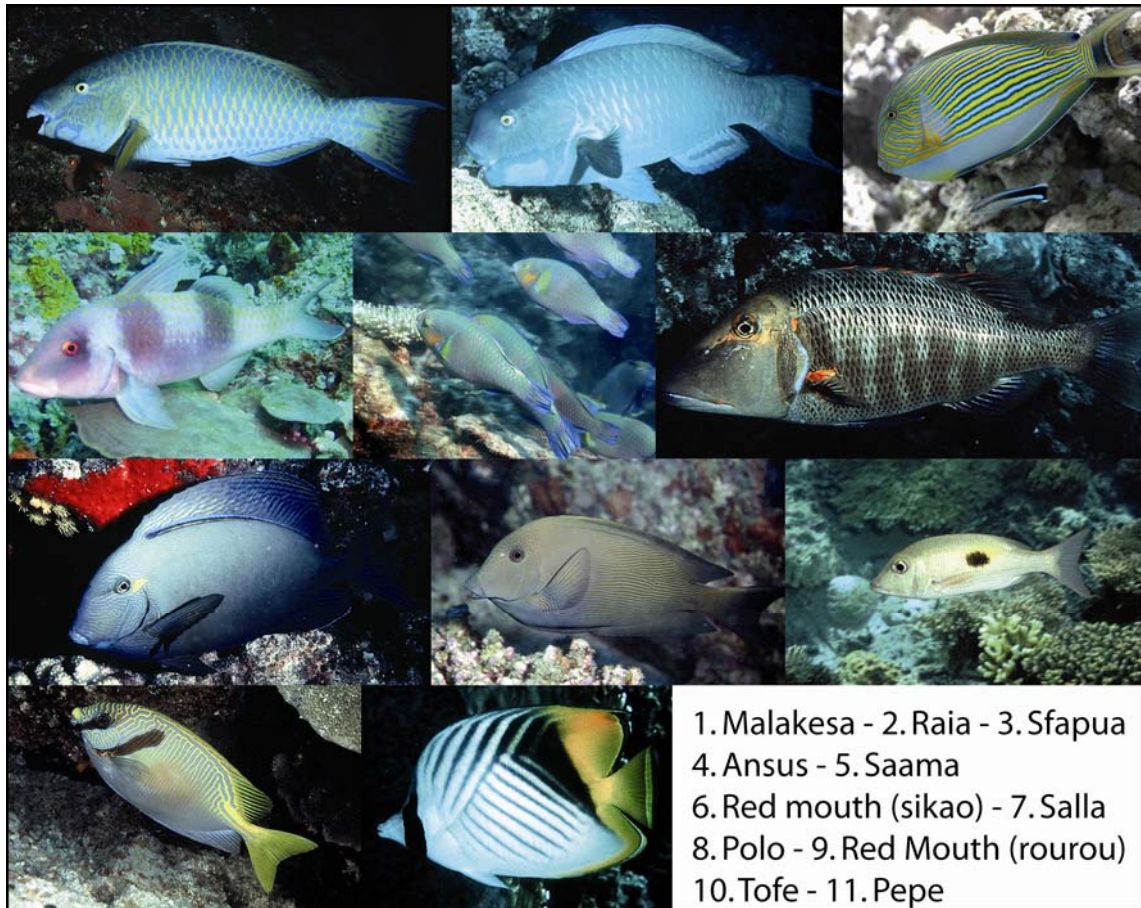 1. Malakesa - 2. Raia - 3. Sfapua
4. Ansus - 5. Saama
6. Red mouth (sikao) - 7. Salla
8. Polo - 9. Red Mouth (rourou)
10. Tofe - 11. Pepe